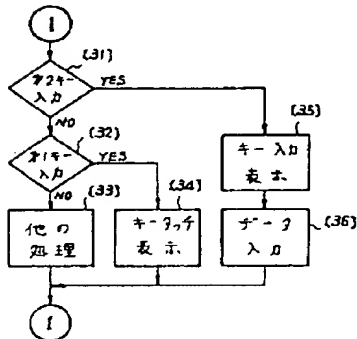 1
(31)
第2キー
入力
YES
NO
(32)
第1キー
入力
YES
NO
(33)
他の
処理
(34)
キータッチ
表示
(35)
キー入力
表示
(36)
データ
入力
1